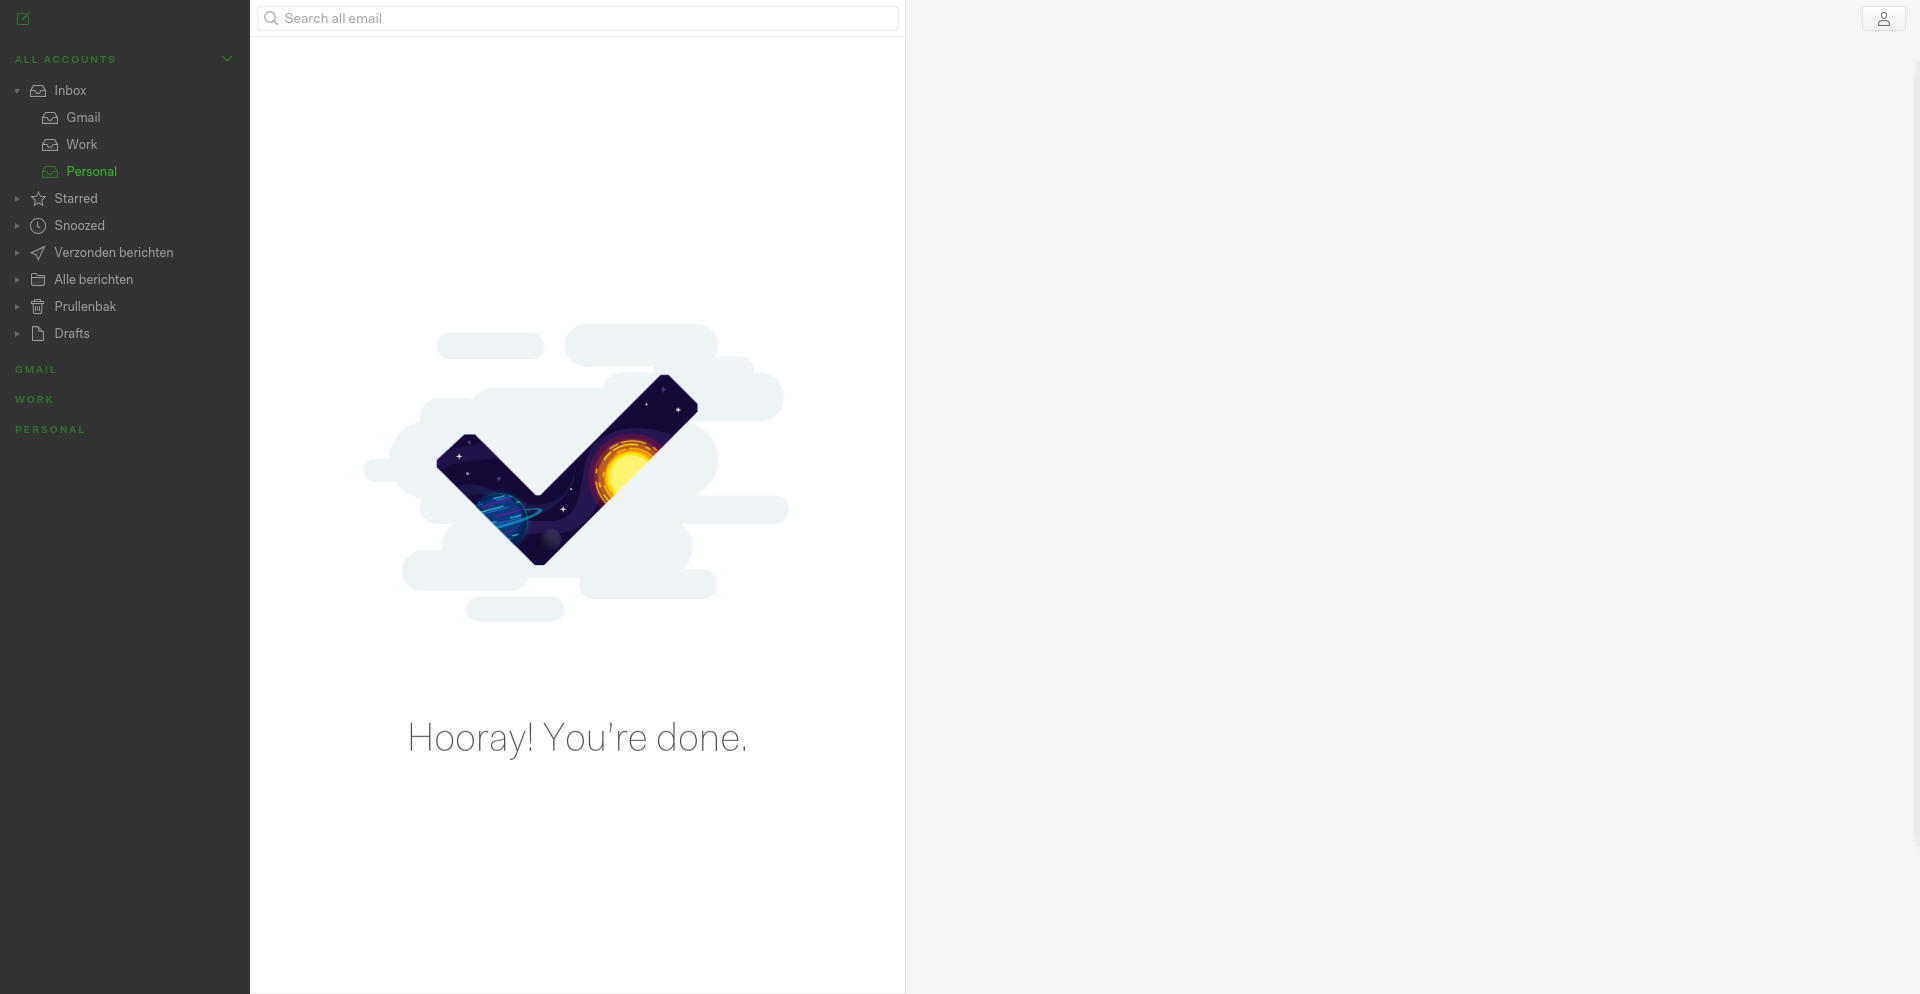 Search all email
ALL ACCOUNTS
Inbox
Gmail
Work
Personal
Starred
Snoozed
Verzonden berichten
Alle berichten
Prullenbak
Drafts
GMAIL
WORK
PERSONAL
Hooray! You're done.